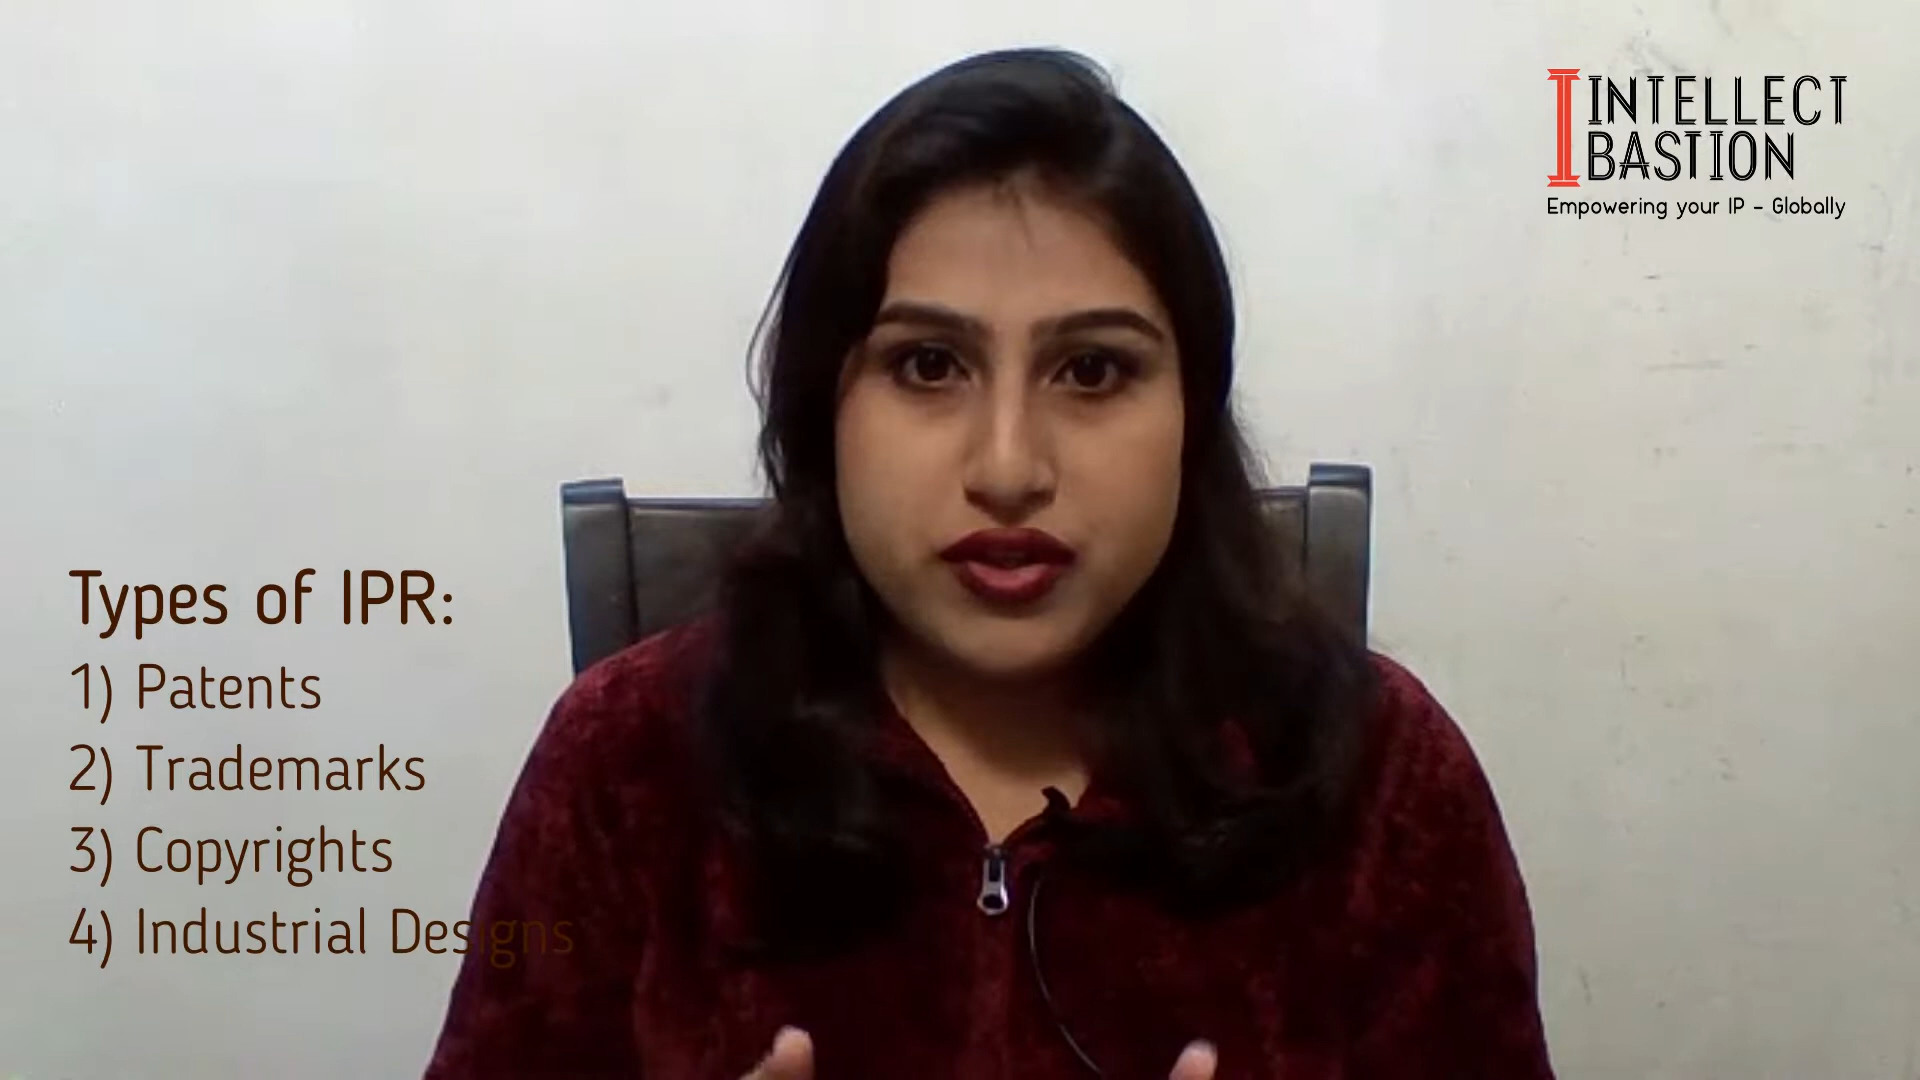 INTELLECT
BASTION
Empowering your IP - Globally
Types of IPR:
1) Patents
2) Trademarks
3) Copyrights
4) Industrial Designs